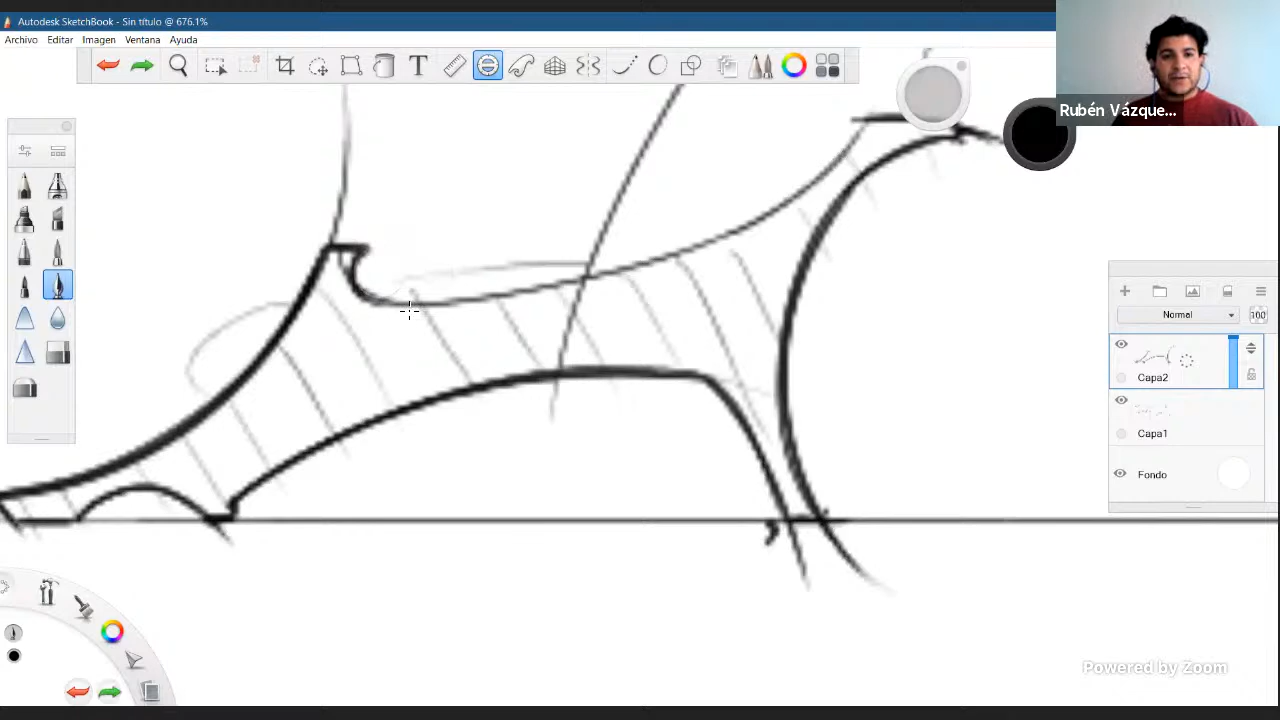 Autodesk SketchBook - Sin título @ 676.1%
Archivo Editar Imagen Ventana Ayuda
T
Rubén Vázque...
Normal
100
Capa2
Capa1
Fondo
Powered by Zoom